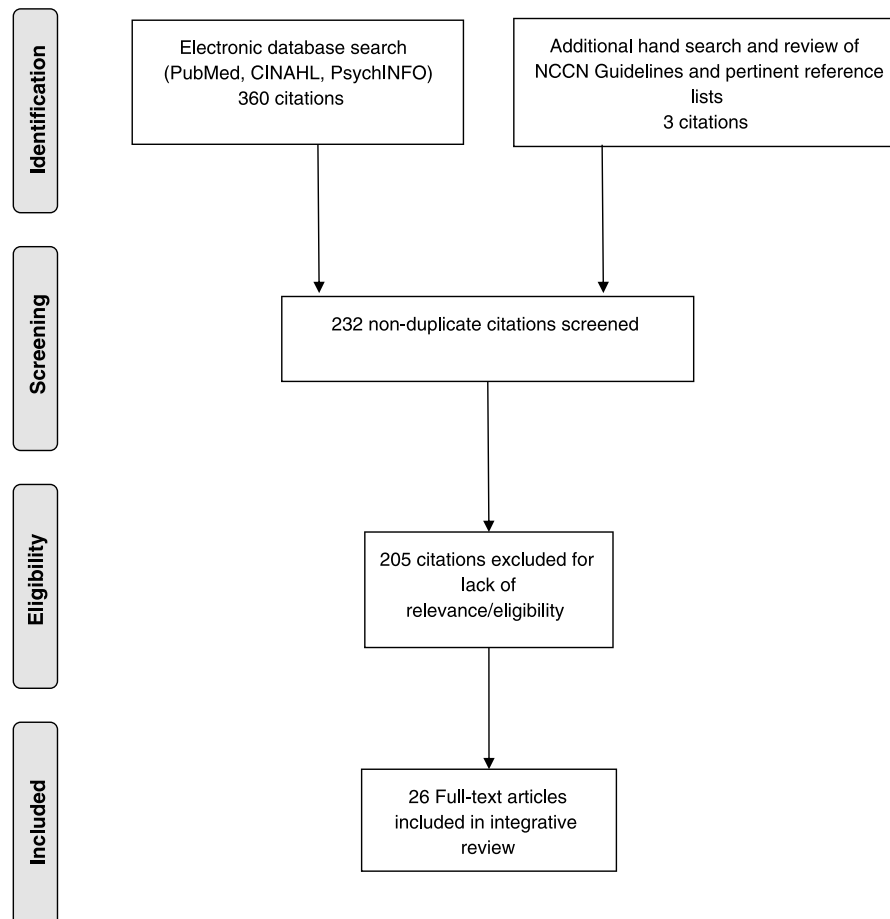 Identification
Electronic database search
(PubMed, CINAHL, PsychINFO)
360 citations
Additional hand search and review of
NCCN Guidelines and pertinent reference
lists
3 citations
Screening
232 non-duplicate citations screened
Eligibility
205 citations excluded for
lack of
relevance/eligibility
Included
26 Full-text articles
included in integrative
review